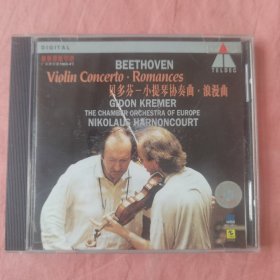 DIGITAL
TELDEC
BEETHOVEN
Violin Concerto · Romances
贝多芬－小提琴协奏曲·浪漫曲
GIDON KREMER
THE CHAMBER ORCHESTRA OF EUROPE
NIKOLAUS HARNONCOURT